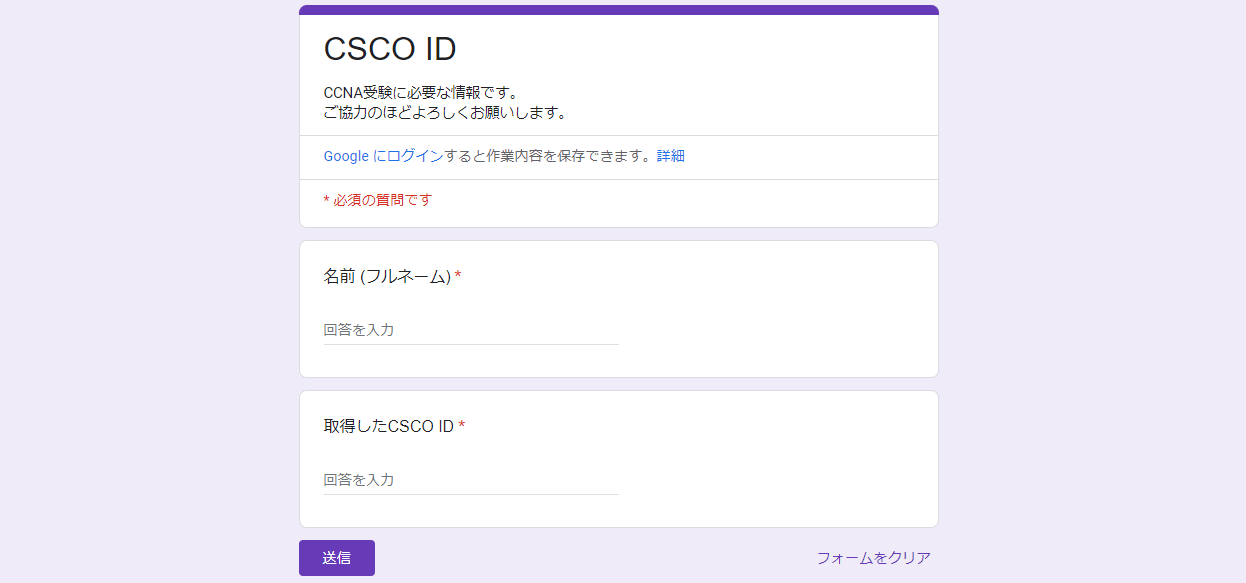 CSCO ID
CCNA受験に必要な情報です。
ご協力のほどよろしくお願いします。
Google にログインすると作業内容を保存できます。詳細
* 必須の質問です
名前 (フルネーム) *
回答を入力
取得したCSCO ID *
回答を入力
送信
フォームをクリア